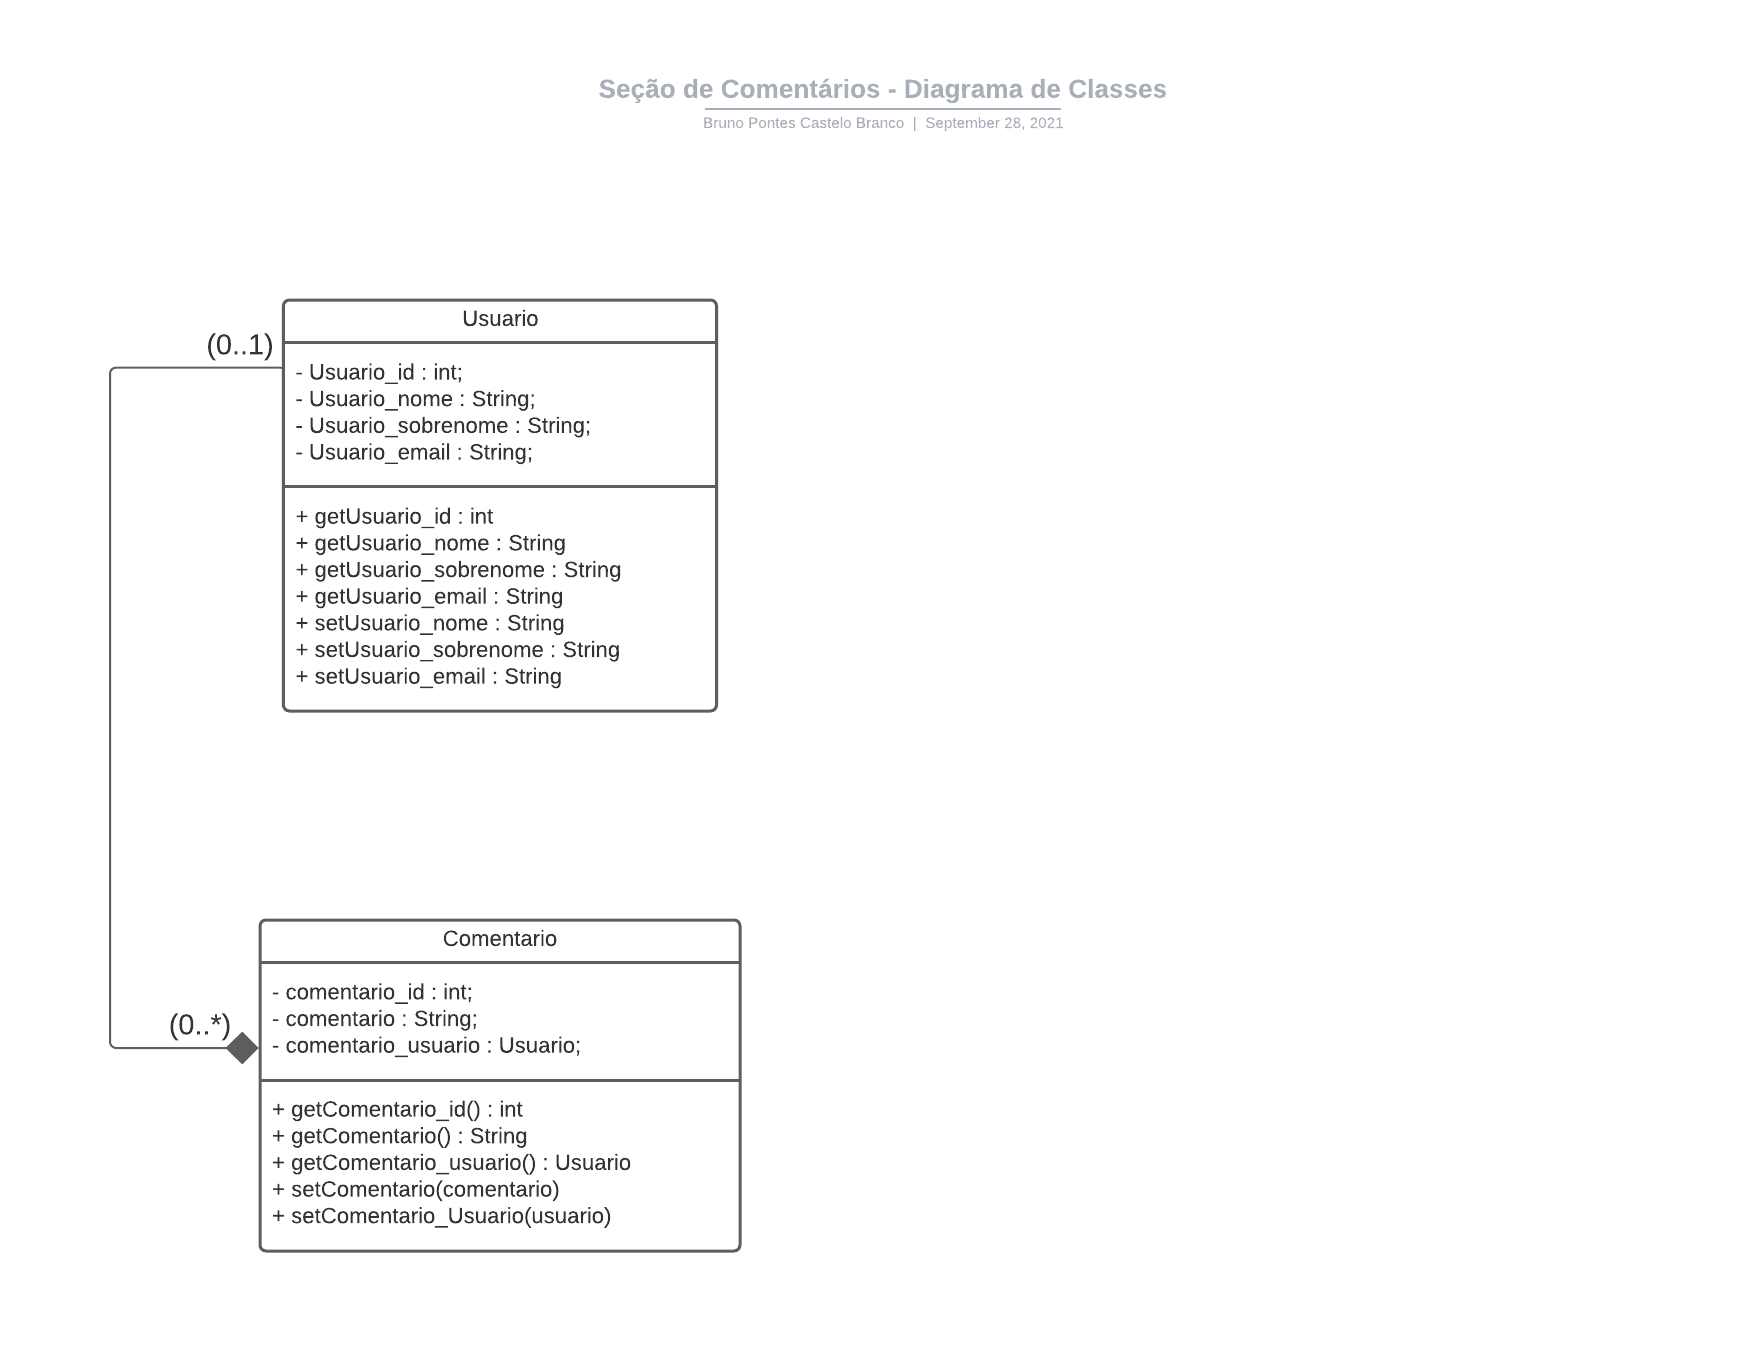 Seção de Comentários - Diagrama de Classes
Bruno Pontes Castelo Branco | September 28, 2021
(0..1)
Usuario
- Usuario_id : int;
- Usuario_nome : String;
- Usuario_sobrenome : String;
- Usuario_email : String;
+ getUsuario_id : int
+ getUsuario_nome : String
+ getUsuario_sobrenome : String
+ getUsuario_email : String
+ setUsuario_nome : String
+ setUsuario_sobrenome : String
+ setUsuario_email : String
Comentario
(0..*)
- comentario_id : int;
- comentario : String;
- comentario_usuario : Usuario;
+ getComentario_id() : int
+ getComentario() : String
+ getComentario_usuario() : Usuario
+ setComentario(comentario)
+ setComentario_Usuario(usuario)